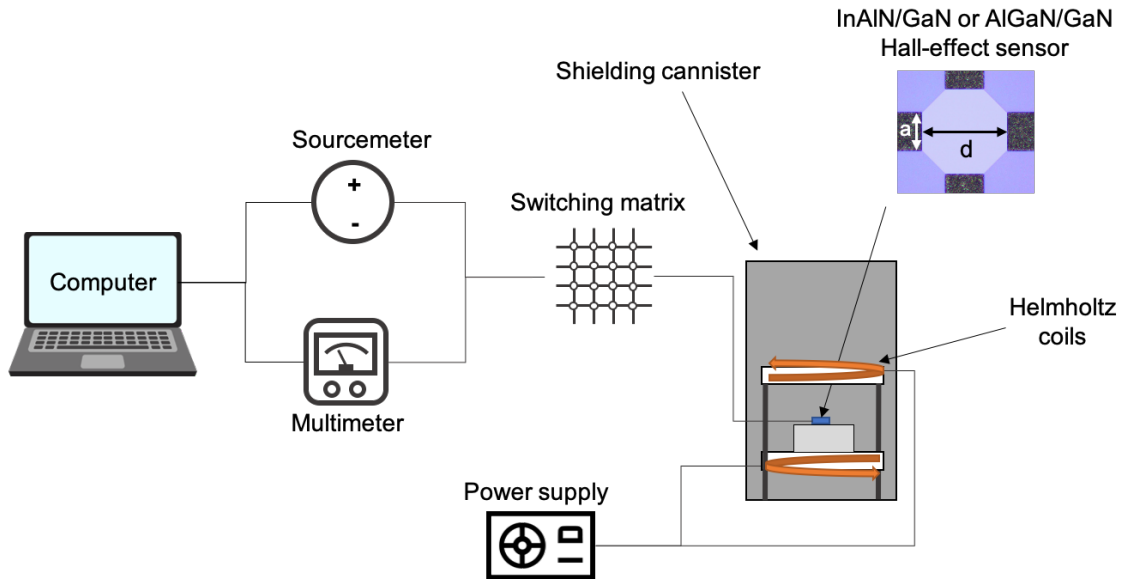 InAlN/GaN or AlGaN/GaN
Hall-effect sensor
Shielding cannister
a
d
Sourcemeter
+
-
Switching matrix
Computer
Helmholtz
coils
Multimeter
Power supply